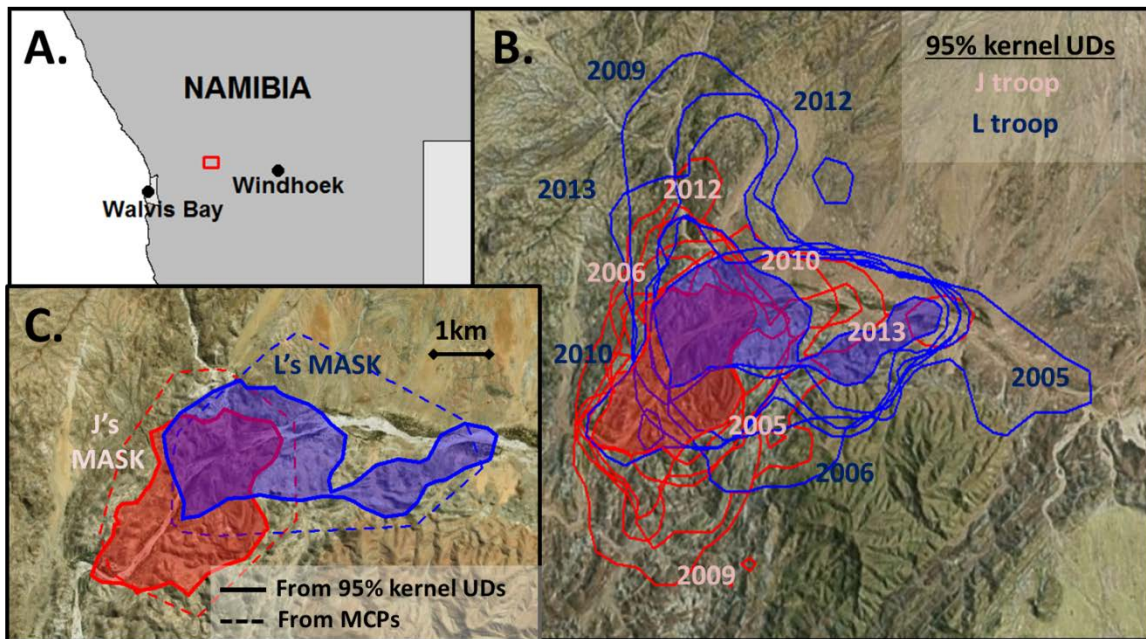 A.
NAMIBIA
Windhoek
Walvis Bay
B.
95% kernel UDs
J troop
L troop
2009
2012
2013
2012
2006
2010
2010
2013
2005
2005
2006
2009
C.
1km
L's MASK
J's
MASK
From 95% kernel UDs
From MCPs